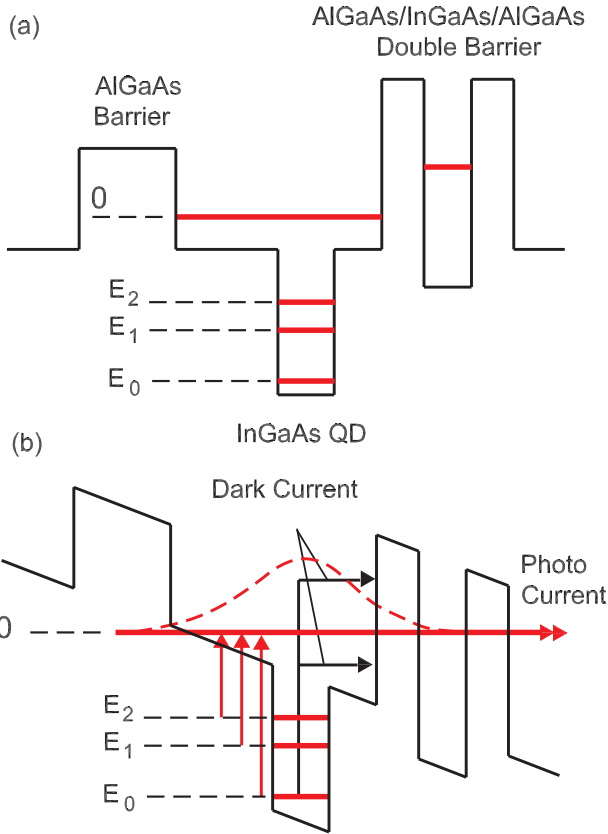 (a)
AlGaAs/InGaAs/AlGaAs
Double Barrier
AlGaAs
Barrier
0
E2
E1
E0
InGaAs QD
(b)
Dark Current
Photo
Current
0
E2
E1
E0